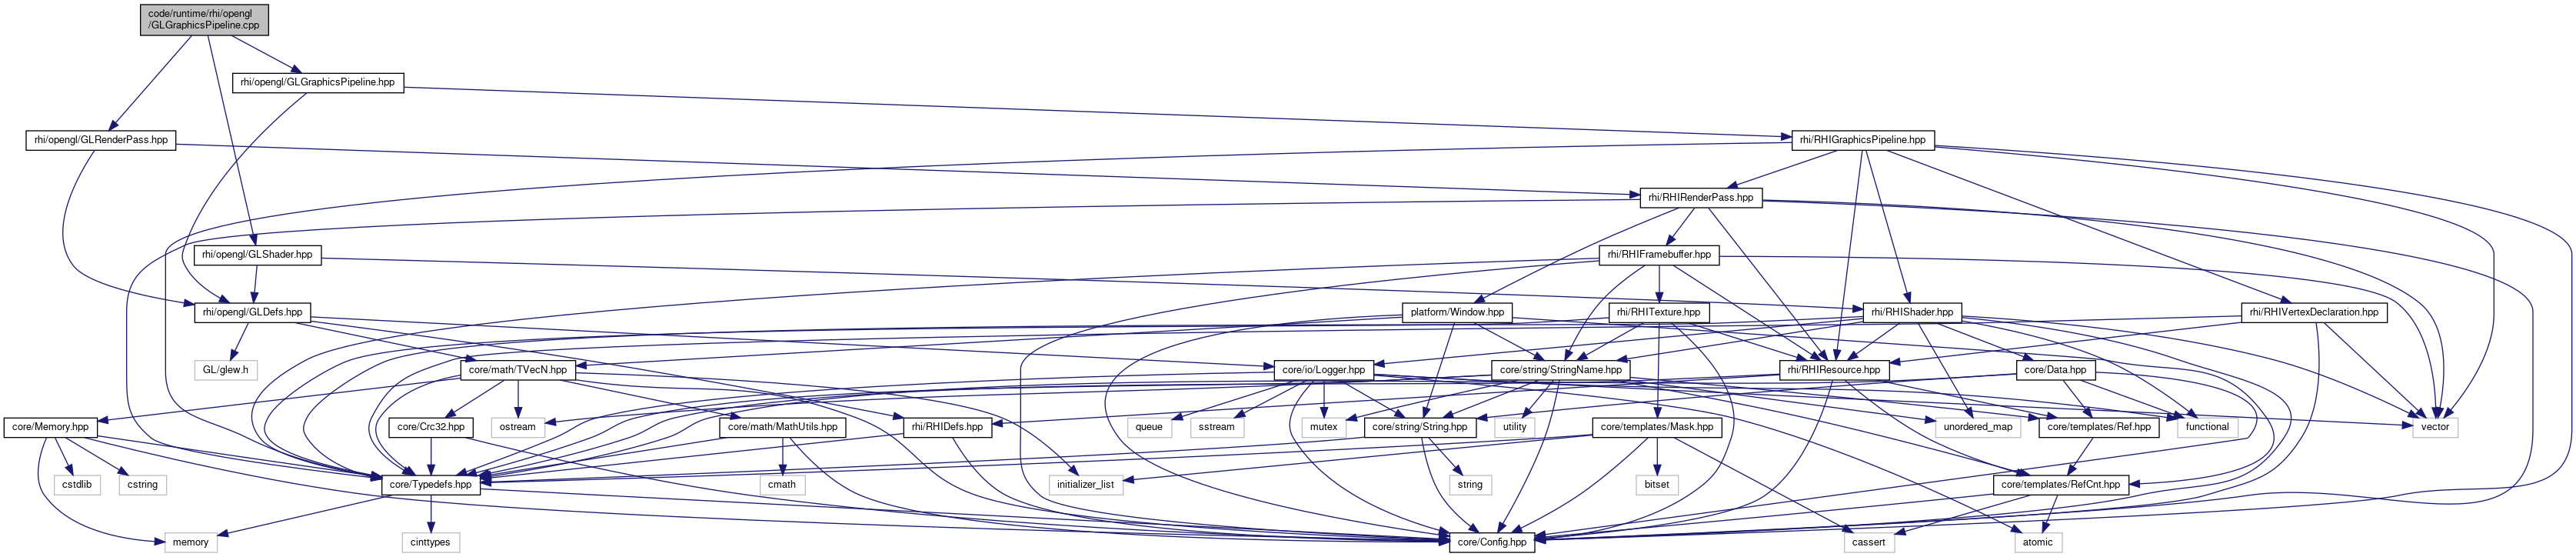 code/runtime/rhi/opengl
/GLGraphicsPipeline.cpp
rhi/opengl/GLGraphicsPipeline.hpp
rhi/opengl/GLRenderPass.hpp
rhi/RHIGraphicsPipeline.hpp
rhi/RHIRenderPass.hpp
rhi/opengl/GLShader.hpp
rhi/RHIFramebuffer.hpp
rhi/opengl/GLDefs.hpp
platform/Window.hpp
rhi/RHITexture.hpp
rhi/RHIShader.hpp
rhi/RHIVertexDeclaration.hpp
GL/glew.h
core/math/TVecN.hpp
core/io/Logger.hpp
core/string/StringName.hpp
rhi/RHIResource.hpp
core/Data.hpp
core/Memory.hpp
core/Crc32.hpp
ostream
core/math/MathUtils.hpp
rhi/RHIDefs.hpp
queue
sstream
mutex
core/string/String.hpp
utility
core/templates/Mask.hpp
unordered_map
core/templates/Ref.hpp
functional
vector
cstdlib
cstring
core/Typedefs.hpp
cmath
initializer_list
string
bitset
core/templates/RefCnt.hpp
memory
cinttypes
core/Config.hpp
cassert
atomic